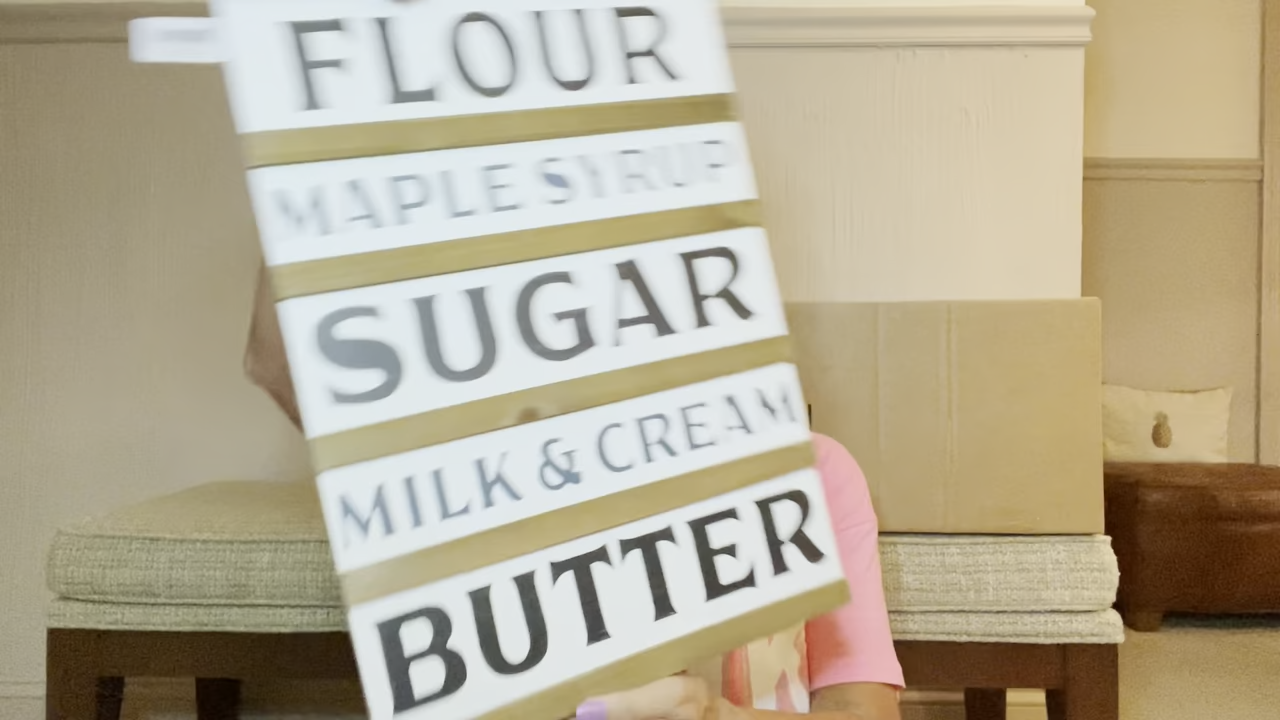 FLOUR
MAPLE SYRUP
SUGAR
MILK & CREAM
BUTTER